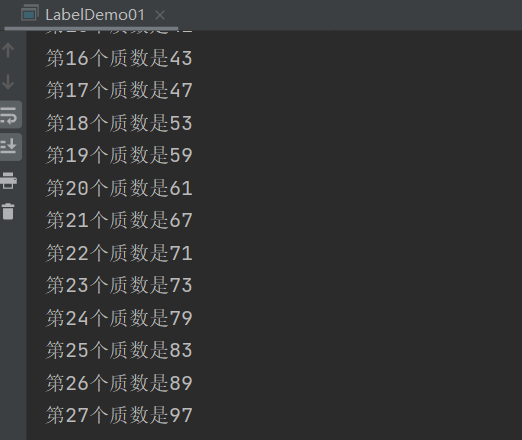 LabelDemo01
第16个质数是43
第17个质数是47
第18个质数是53
第19个质数是59
第20个质数是61
第21个质数是67
第22个质数是71
第23个质数是73
第24个质数是79
第25个质数是83
第26个质数是89
第27个质数是97